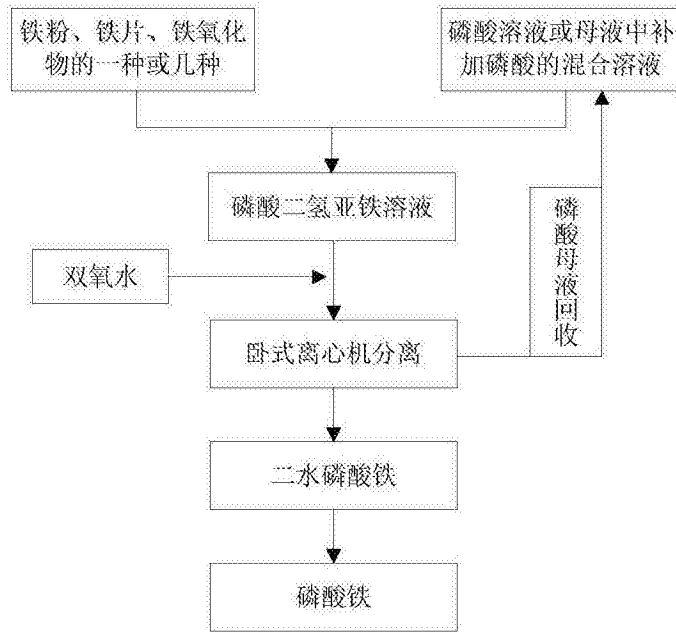 铁粉、铁片、铁氧化
物的一种或几种
磷酸溶液或母液中补
加磷酸的混合溶液
磷酸二氢亚铁溶液
双氧水
磷酸母液回收
卧式离心机分离
二水磷酸铁
磷酸铁